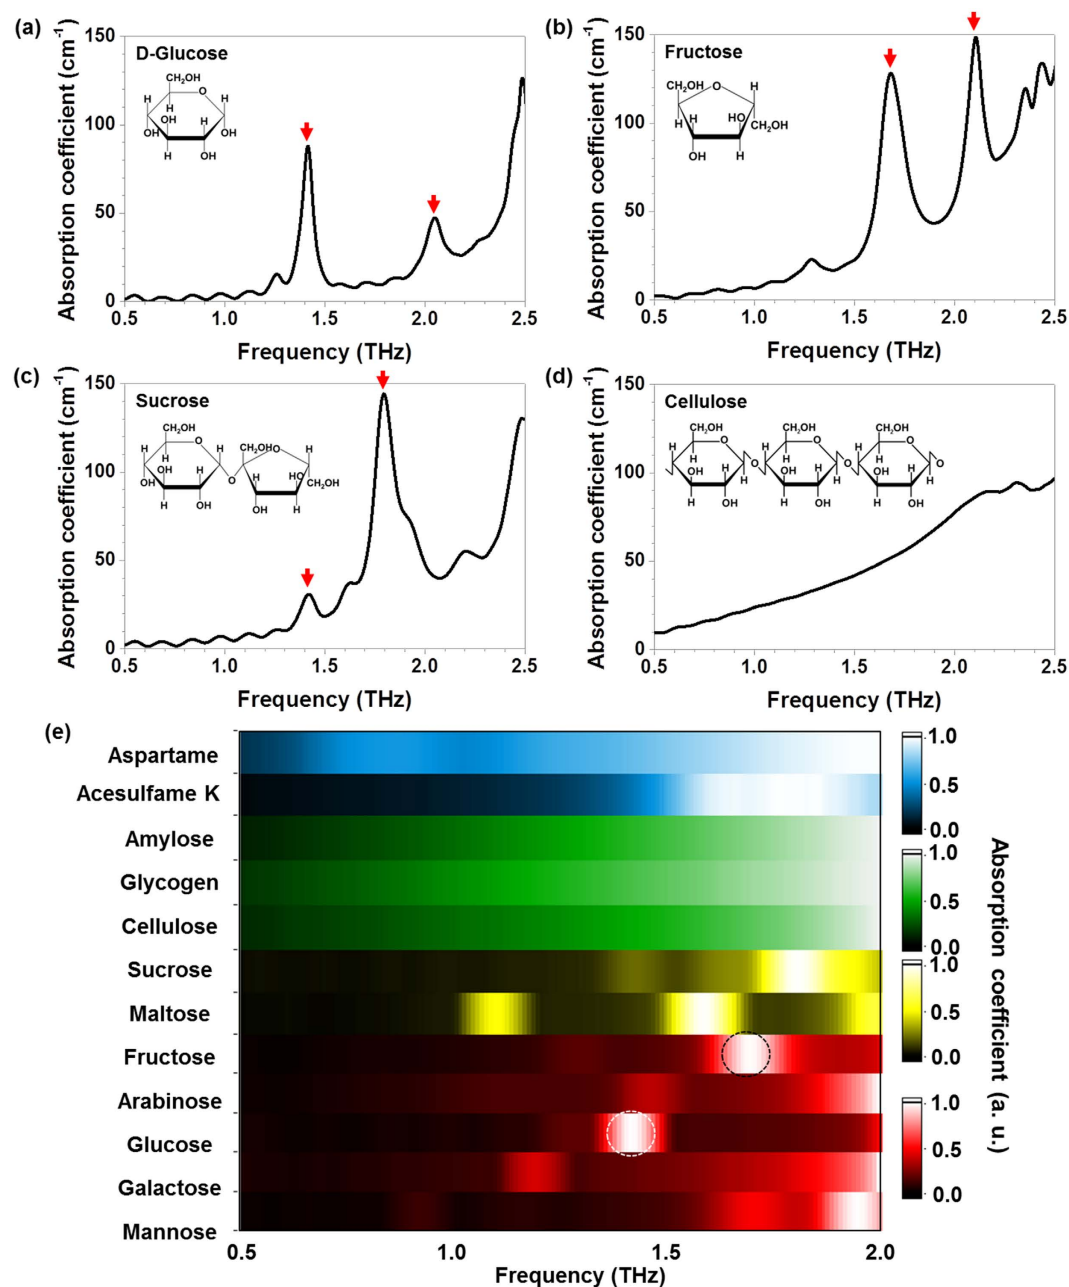 (a)
Absorption coefficient (cm-1)
150
100
50
0
D-Glucose
CH2OH
H
O
H
H
OH
H
OH
OH
H
OH
0.5
1.0
1.5
2.0
2.5
Frequency (THz)
(b)
Absorption coefficient (cm-1)
150
100
50
0
Fructose
CH2OH
O
H
H
HO
CH2OH
OH
H
0.5
1.0
1.5
2.0
2.5
Frequency (THz)
(c)
Absorption coefficient (cm-1)
150
100
50
0
Sucrose
CH2OH
H
O
H
CH2OH
O
H
H
OH
H
OH
O
H
HO
CH2OH
H
OH
OH
H
0.5
1.0
1.5
2.0
2.5
Frequency (THz)
(d)
Absorption coefficient (cm-1)
150
100
50
0
Cellulose
CH2OH
CH2OH
CH2OH
H
O
H
O
H
O
H
O
H
O
H
O
OH
H
H
OH
H
H
OH
H
H
H
OH
H
OH
H
OH
0.5
1.0
1.5
2.0
2.5
Frequency (THz)
(e)
Aspartame
Acesulfame K
Amylose
Glycogen
Cellulose
Sucrose
Maltose
Fructose
Arabinose
Glucose
Galactose
Mannose
0.5
1.0
1.5
2.0
Frequency (THz)
1.0
0.5
0.0
1.0
0.5
0.0
1.0
0.5
0.0
1.0
0.5
0.0
Absorption coefficient (a. u.)